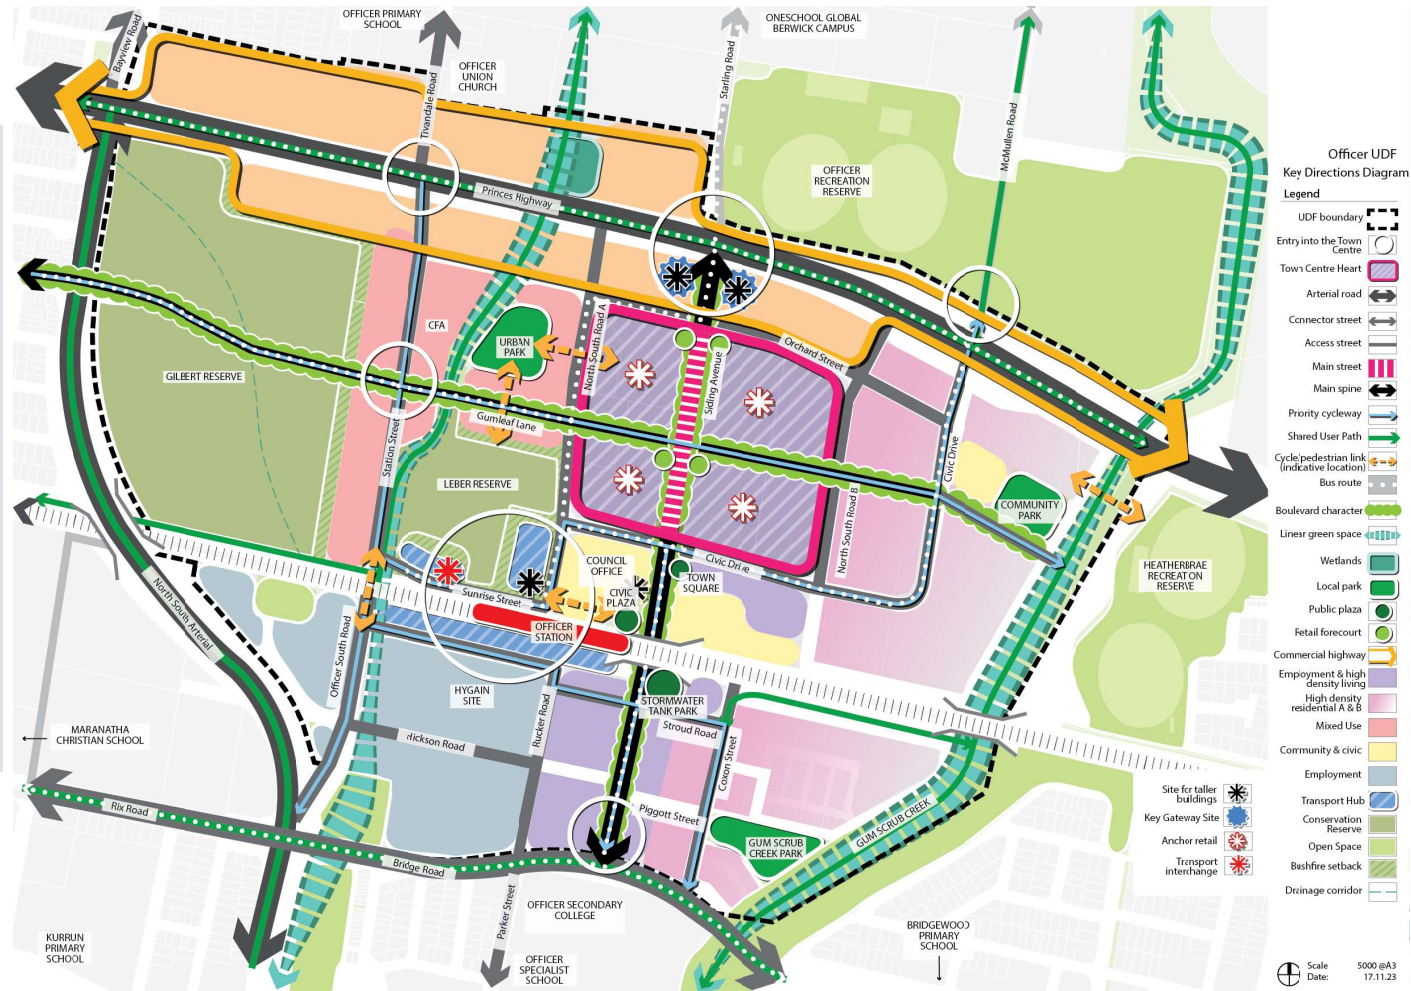 OFFICER PRIMARY
SCHOOL
ONESCHOOL GLOBAL
BERWICK CAMPUS
Bayview Road
Tivandale Road
OFFICER
UNION
CHURCH
Starling Road
McMullen Road
OFFICER
RECREATION
RESERVE
Princes Highway
CFA
URBAN
PARK
North South Road A
Siding Avenue
Orchard Street
GILBERT RESERVE
Gumleaf Lane
Station Street
LEBER RESERVE
Civic Drive
North South Road B
COMMUNITY
PARK
HEATHERBRAE
RECREATION
RESERVE
Civic Drive
COUNCIL
OFFICE
CIVIC
PLAZA
TOWN
SQUARE
Sunrise Street
OFFICER
STATION
North South Arterial
Officer South Road
HYGAIN
SITE
Rucker Road
STORMWATER
TANK PARK
Stroud Road
Coxon Street
Hickson Road
MARANATHA
CHRISTIAN SCHOOL
Rix Road
Bridge Road
Piggott Street
GUM SCRUB
CREEK PARK
GUM SCRUB CREEK
Parker Street
OFFICER SECONDARY
COLLEGE
OFFICER
SPECIALIST
SCHOOL
KURRUN
PRIMARY
SCHOOL
BRIDGEWOOD
PRIMARY
SCHOOL
Officer UDF
Key Directions Diagram
Legend
UDF boundary
Entry into the Town
Centre
Town Centre Heart
Arterial road
Connector street
Access street
Main street
Main spine
Priority cycleway
Shared User Path
Cycle/pedestrian link
(indicative location)
Bus route
Boulevard character
Linear green space
Wetlands
Local park
Public plaza
Retail forecourt
Commercial highway
Employment & high
density living
High density
residential A & B
Mixed Use
Community & civic
Employment
Transport Hub
Conservation
Reserve
Open Space
Bushfire setback
Drainage corridor
Site for taller
buildings
Key Gateway Site
Anchor retail
Transport
interchange
Scale 5000 @A3
Date: 17.11.23